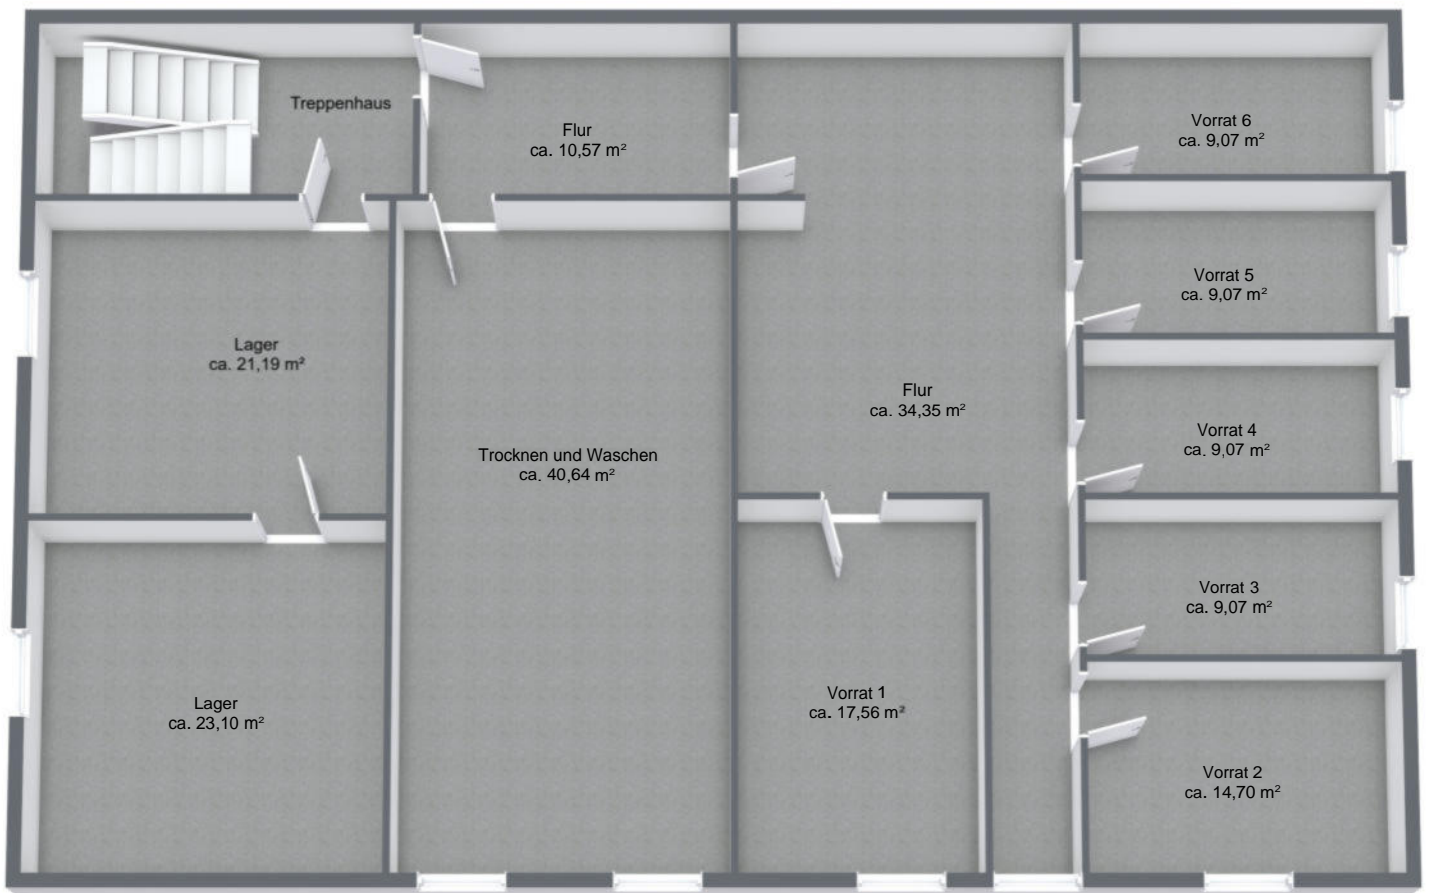 Treppenhaus
Flur
ca. 10,57 m²
Vorrat 6
ca. 9,07 m²
Vorrat 5
ca. 9,07 m²
Lager
ca. 21,19 m²
Flur
ca. 34,35 m²
Vorrat 4
ca. 9,07 m²
Trocknen und Waschen
ca. 40,64 m²
Vorrat 3
ca. 9,07 m²
Lager
ca. 23,10 m²
Vorrat 1
ca. 17,56 m²
Vorrat 2
ca. 14,70 m²